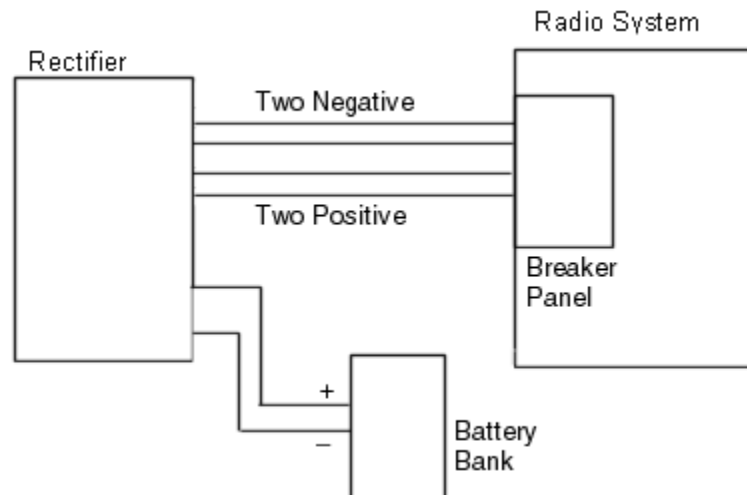 Radio System
Rectifier
Two Negative
Two Positive
Breaker
Panel
+
–
Battery
Bank